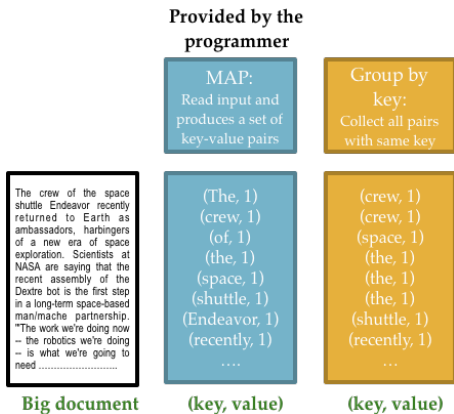 Provided by the
programmer
MAP:
Read input and
produces a set of
key-value pairs
Group by
key:
Collect all pairs
with same key
The crew of the space
shuttle Endeavor recently
returned to Earth as
ambassadors, harbingers
of a new era of space
exploration. Scientists at
NASA are saying that the
recent assembly of the
Dextre bot is the first step
in a long-term space-based
man/mache partnership.
'"The work we're doing now
-- the robotics we're doing
-- is what we're going to
need ……………………..
Big document
(The, 1)
(crew, 1)
(of, 1)
(the, 1)
(space, 1)
(shuttle, 1)
(Endeavor, 1)
(recently, 1)
….
(key, value)
(crew, 1)
(crew, 1)
(space, 1)
(the, 1)
(the, 1)
(the, 1)
(shuttle, 1)
(recently, 1)
…
(key, value)